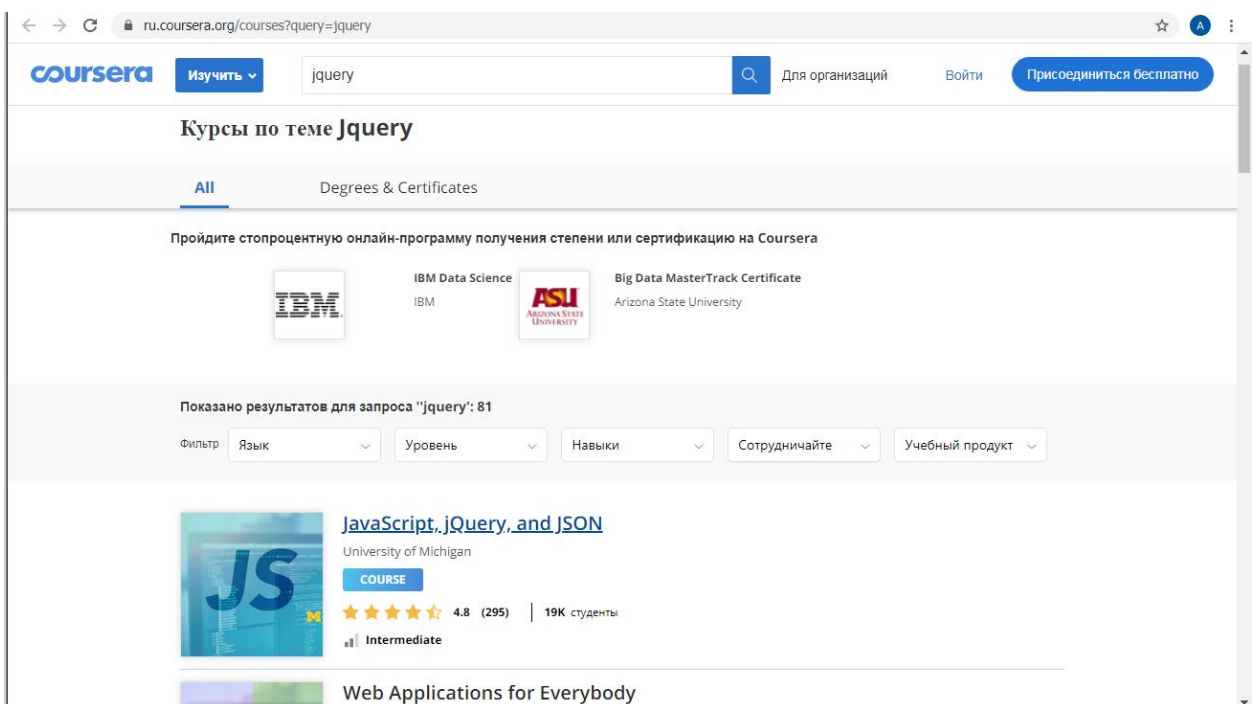 ru.coursera.org/courses?query=jquery
A
coursera Изучить jquery Для организаций Войти Присоединиться бесплатно
Курсы по теме Jquery
All Degrees & Certificates
Пройдите стопроцентную онлайн-программу получения степени или сертификацию на Coursera
IBM
IBM Data Science
IBM
ASU
ARIZONA STATE
UNIVERSITY
Big Data MasterTrack Certificate
Arizona State University
Показано результатов для запроса "jquery': 81
Фильтр Язык Уровень Навыки Сотрудничайте Учебный продукт
JS
M
JavaScript, jQuery, and JSON
University of Michigan
COURSE
4.8 (295) 19K студенты
Intermediate
Web Applications for Everybody